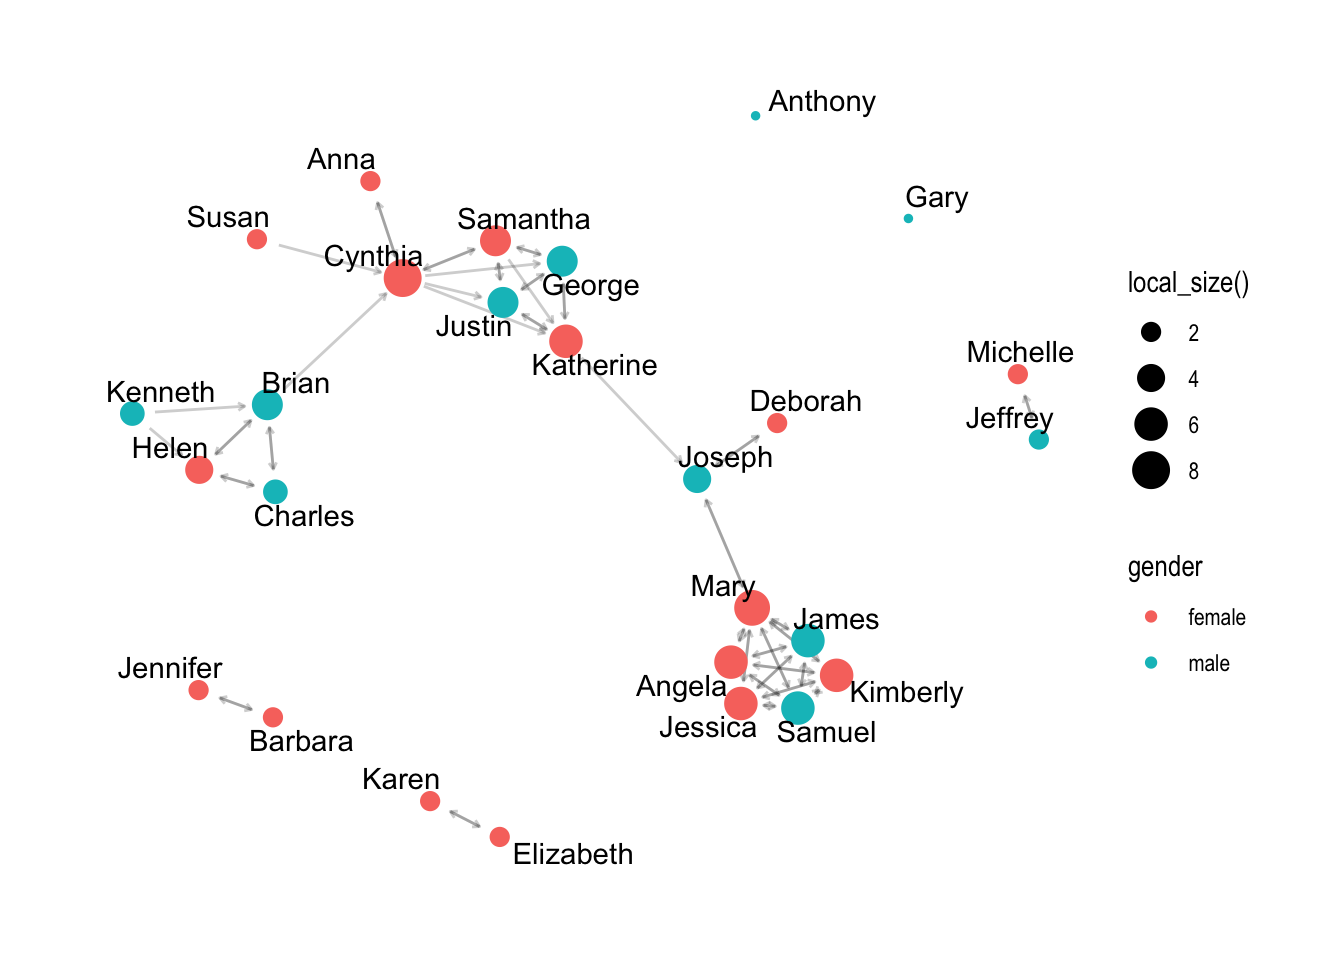 Anthony
Anna
Gary
Susan
Samantha
Cynthia
George
Justin
Katherine
Michelle
Kenneth
Brian
Deborah
Jeffrey
Helen
Joseph
Charles
Mary
James
Jennifer
Angela
Kimberly
Jessica
Samuel
Barbara
Karen
Elizabeth
local_size()
2
4
6
8
gender
female
male